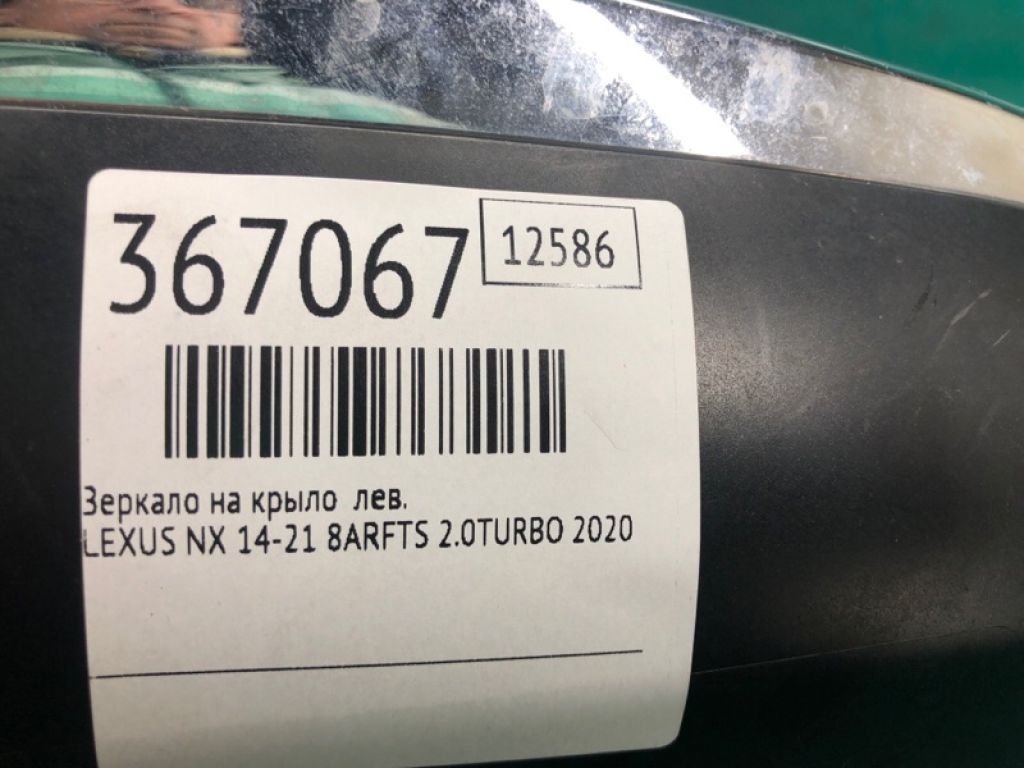 367067
12586
Зеркало на крыло лев.
LEXUS NX 14-21 8ARFTS 2.0TURBO 2020